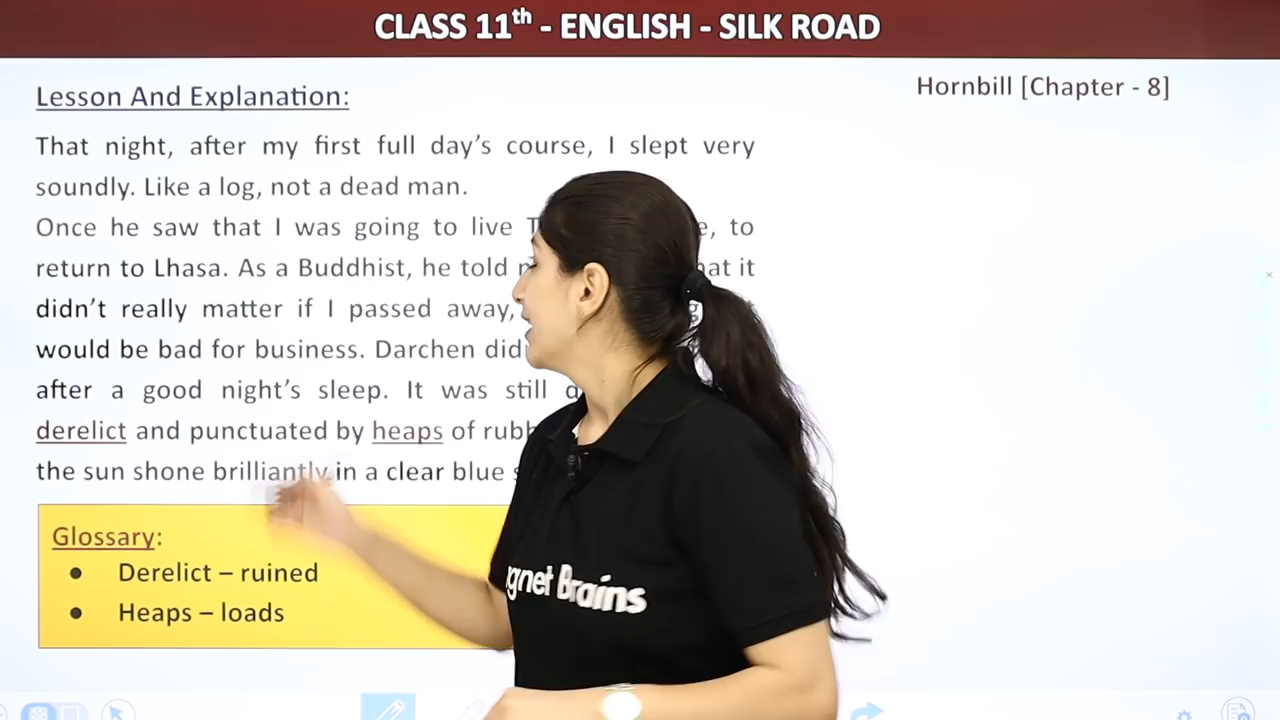 CLASS 11th - ENGLISH - SILK ROAD
Hornbill [Chapter - 8]
Lesson And Explanation:
That night, after my first full day's course, I slept very
soundly. Like a log, not a dead man.
Once he saw that I was going to live to
return to Lhasa. As a Buddhist, he told it
didn't really matter if I passed away,
would be bad for business. Darchen
after a good night's sleep. It was still
derelict and punctuated by heaps of
the sun shone brilliantly in a clear blue
Glossary:
● Derelict – ruined
● Heaps – loads
Brains